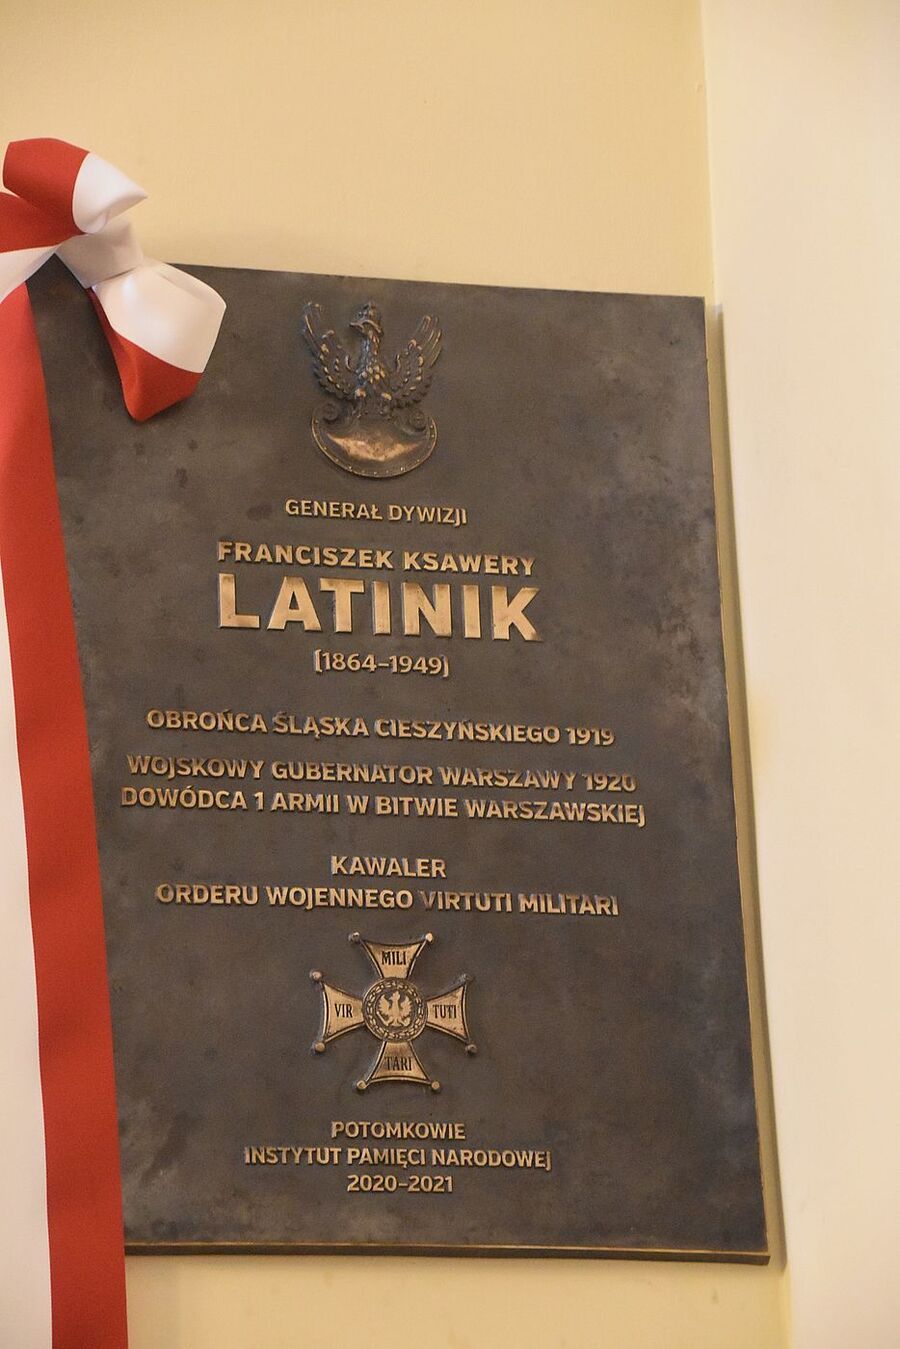 GENERAŁ DYWIZJI
FRANCISZEK KSAWERY
LATINIK
(1864-1949)
OBROŃCA ŚLĄSKA CIESZYŃSKIEGO 1919
WOJSKOWY GUBERNATOR WARSZAWY 1920
DOWÓDCA 1 ARMII W BITWIE WARSZAWSKIEJ
KAWALER
ORDERU WOJENNEGO VIRTUTI MILITARI
MILI
VIR TUTI
TARI
POTOMKOWIE
INSTYTUT PAMIĘCI NARODOWEJ
2020-2021